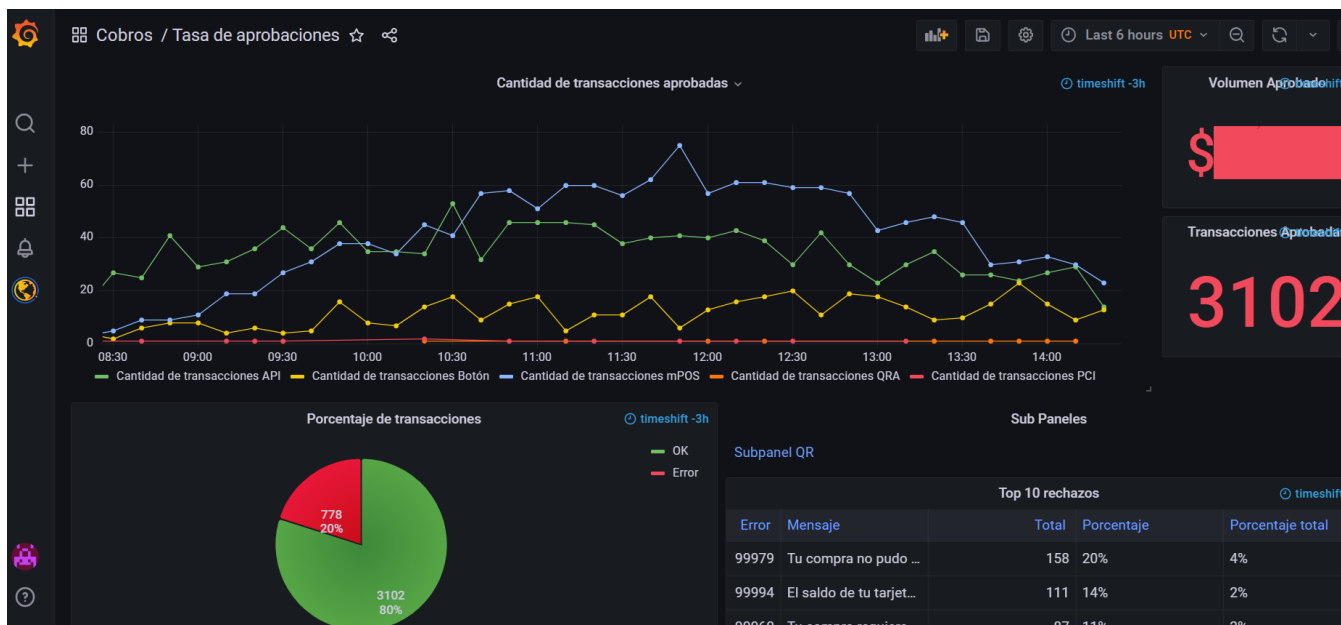 Cobros / Tasa de aprobaciones
Last 6 hours UTC
Cantidad de transacciones aprobadas
timeshift -3h
80
60
40
20
0
08:30 09:00 09:30 10:00 10:30 11:00 11:30 12:00 12:30 13:00 13:30 14:00
Cantidad de transacciones API Cantidad de transacciones Botón Cantidad de transacciones mPOS Cantidad de transacciones QRA Cantidad de transacciones PCI
Volumen Aprobado
$
Transacciones Aprobadas
3102
Porcentaje de transacciones
timeshift -3h
OK
Error
778
20%
3102
80%
Sub Paneles
Subpanel QR
Top 10 rechazos
timeshift
Error Mensaje Total Porcentaje Porcentaje total
99979 Tu compra no pudo ... 158 20% 4%
99994 El saldo de tu tarjet... 111 14% 2%